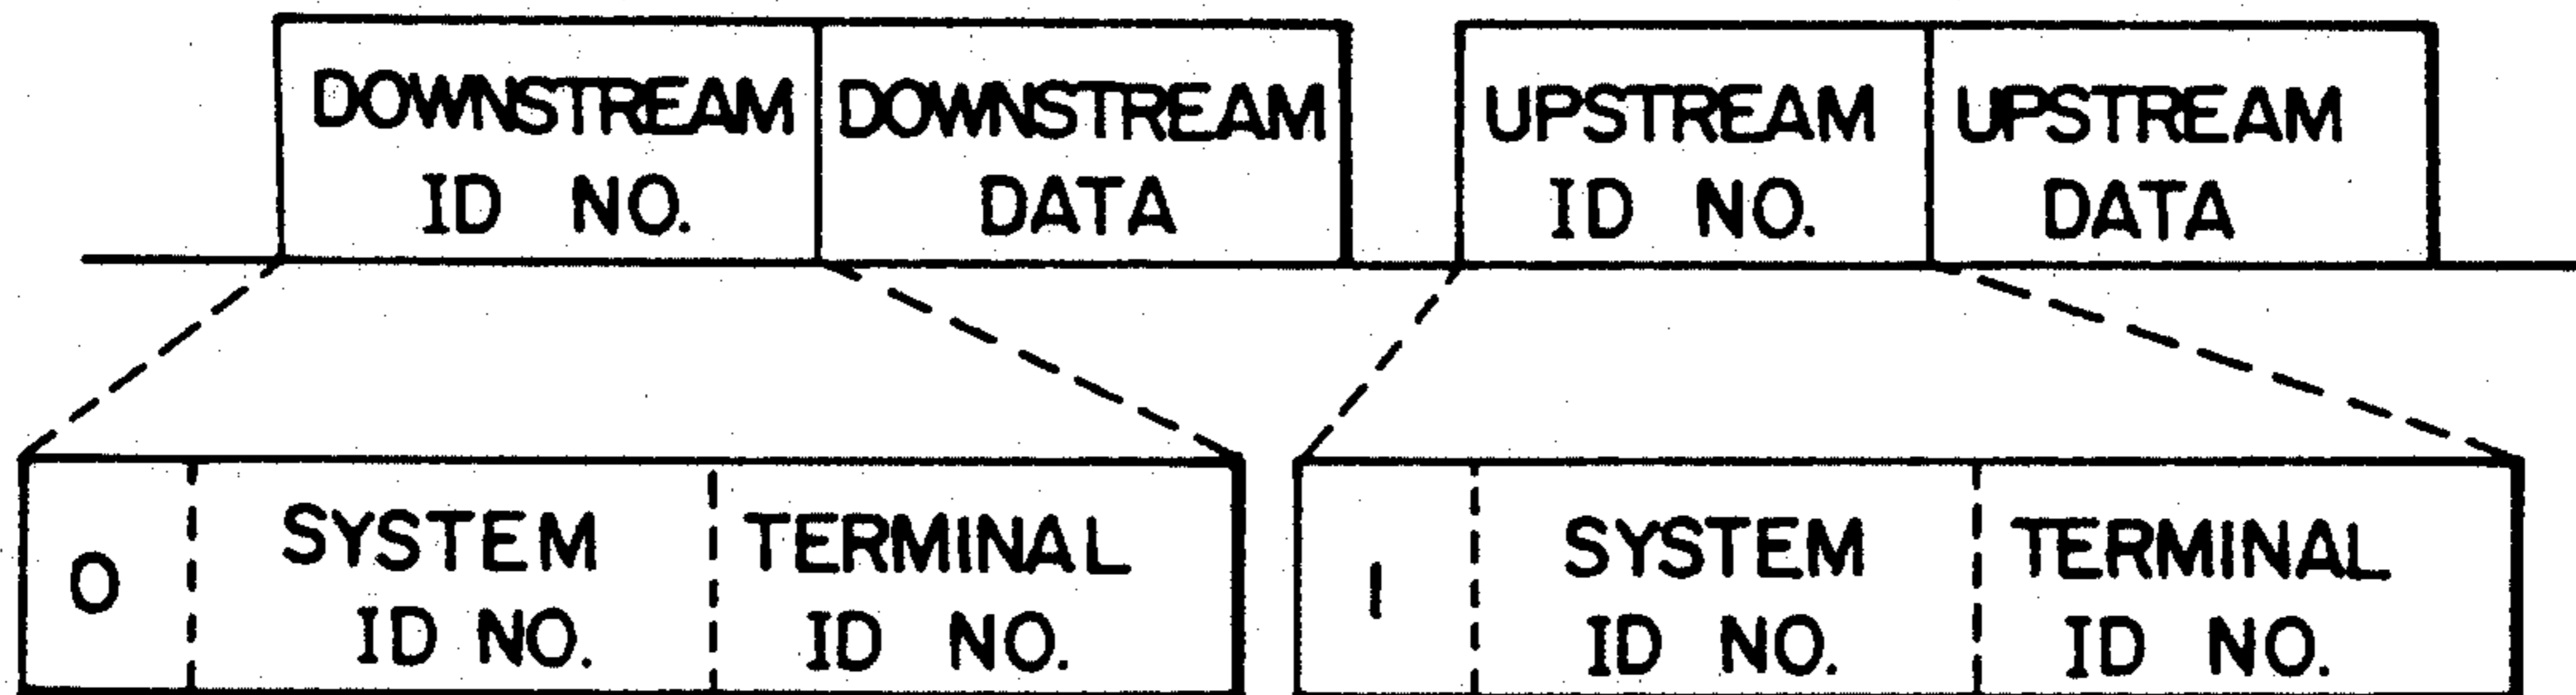 DOWNSTREAM
ID NO.
DOWNSTREAM
DATA
UPSTREAM
ID NO.
UPSTREAM
DATA
0
SYSTEM
ID NO.
TERMINAL
ID NO.
1
SYSTEM
ID NO.
TERMINAL
ID NO.